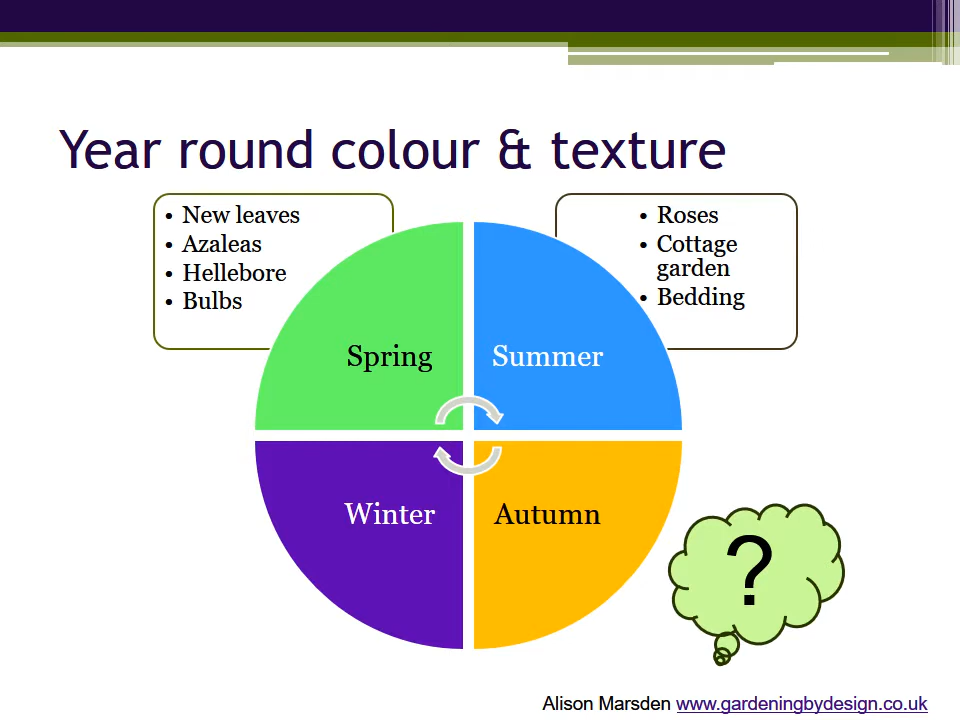 Year round colour & texture
• New leaves
• Azaleas
• Hellebore
• Bulbs
• Roses
• Cottage
garden
• Bedding
Spring
Summer
Winter
Autumn
?
Alison Marsden www.gardeningbydesign.co.uk